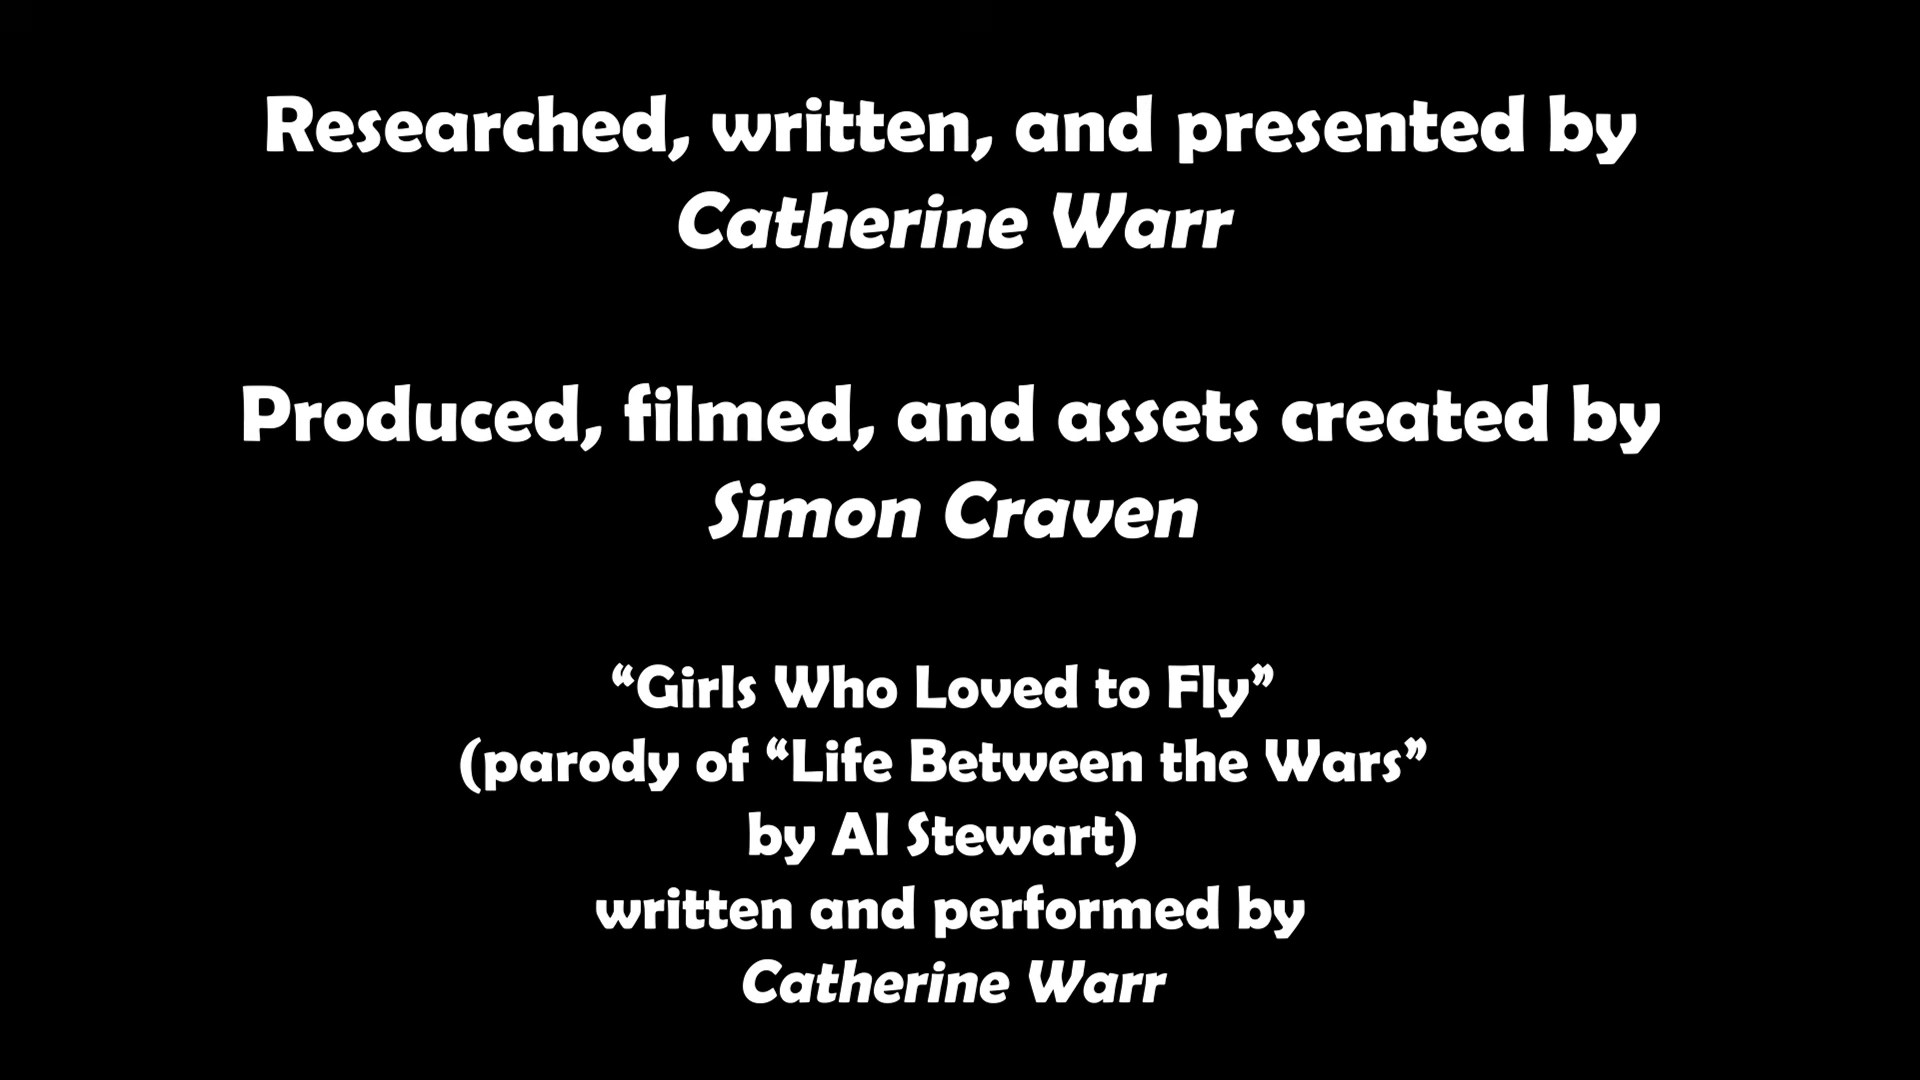 Researched, written, and presented by
Catherine Warr
Produced, filmed, and assets created by
Simon Craven
“Girls Who Loved to Fly”
(parody of “Life Between the Wars”
by Al Stewart)
written and performed by
Catherine Warr